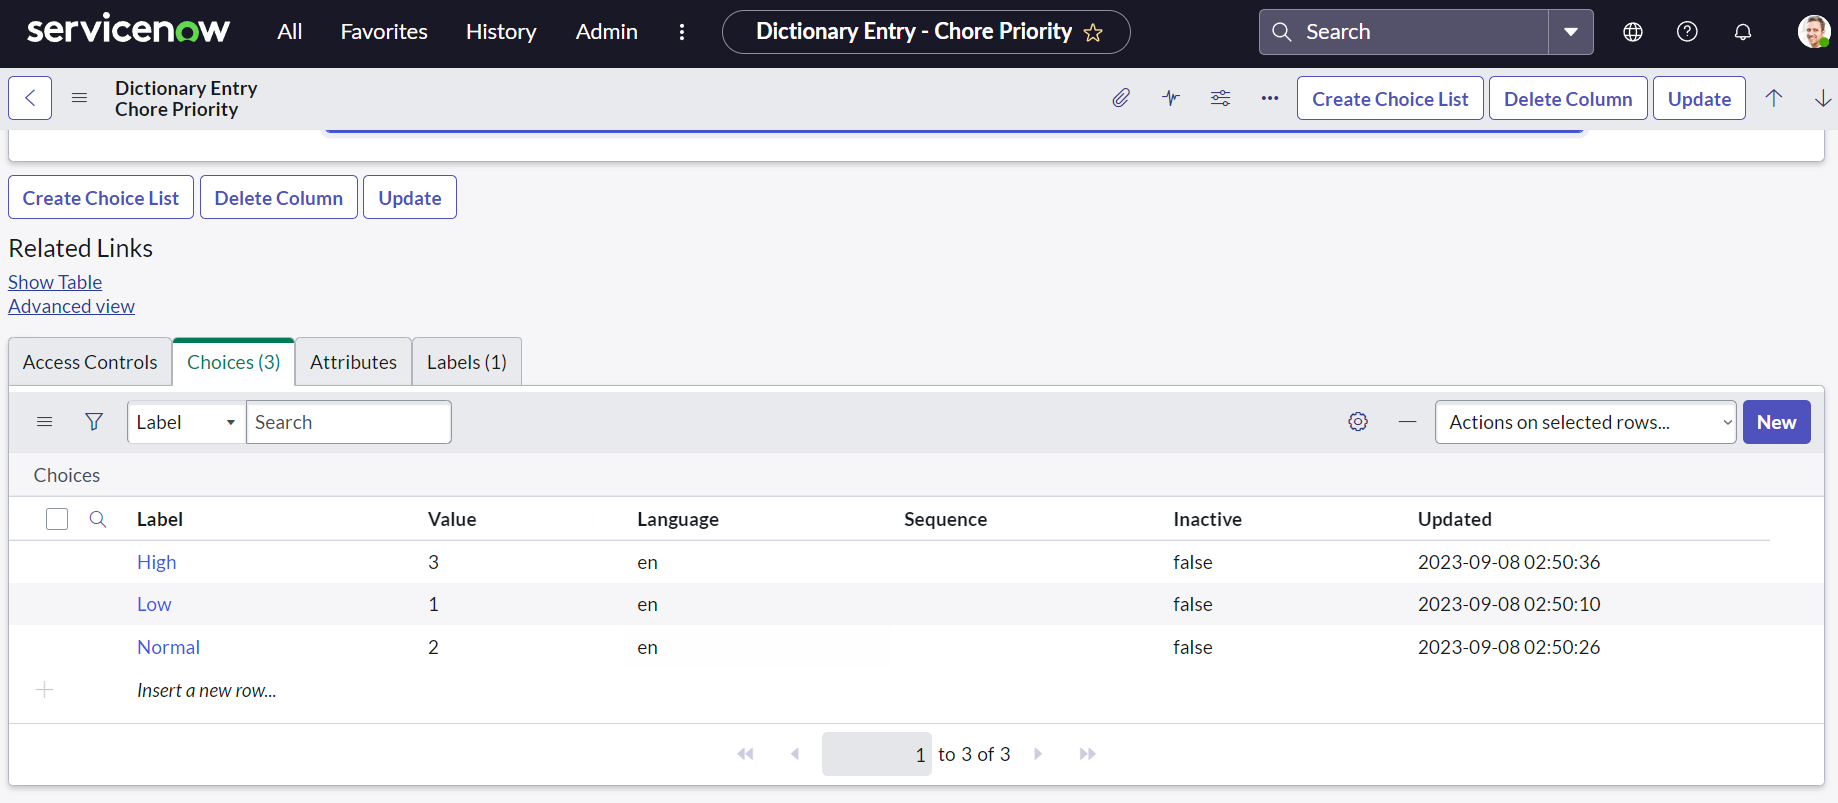 servicenow All Favorites History Admin Dictionary Entry - Chore Priority Search
Dictionary Entry
Chore Priority
Create Choice List Delete Column Update
Create Choice List Delete Column Update
Related Links
Show Table
Advanced view
Access Controls Choices (3) Attributes Labels (1)
Label Search Actions on selected rows... New
Choices
Label Value Language Sequence Inactive Updated
High 3 en false 2023-09-08 02:50:36
Low 1 en false 2023-09-08 02:50:10
Normal 2 en false 2023-09-08 02:50:26
Insert a new row...
1 to 3 of 3